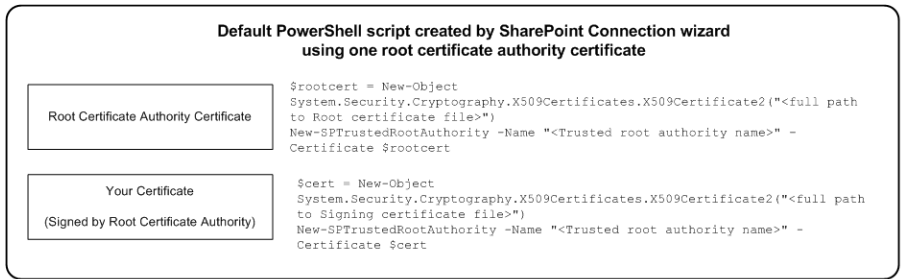 Default PowerShell script created by SharePoint Connection wizard
using one root certificate authority certificate
Root Certificate Authority Certificate
$rootcert = New-Object
System.Security.Cryptography.X509Certificates.X509Certificate2("<full path
to Root certificate file>")
New-SPTrustedRootAuthority -Name "<Trusted root authority name>" -
Certificate $rootcert
Your Certificate
(Signed by Root Certificate Authority)
$cert = New-Object
System.Security.Cryptography.X509Certificates.X509Certificate2("<full path
to Signing certificate file>")
New-SPTrustedRootAuthority -Name "<Trusted root authority name>" -
Certificate $cert